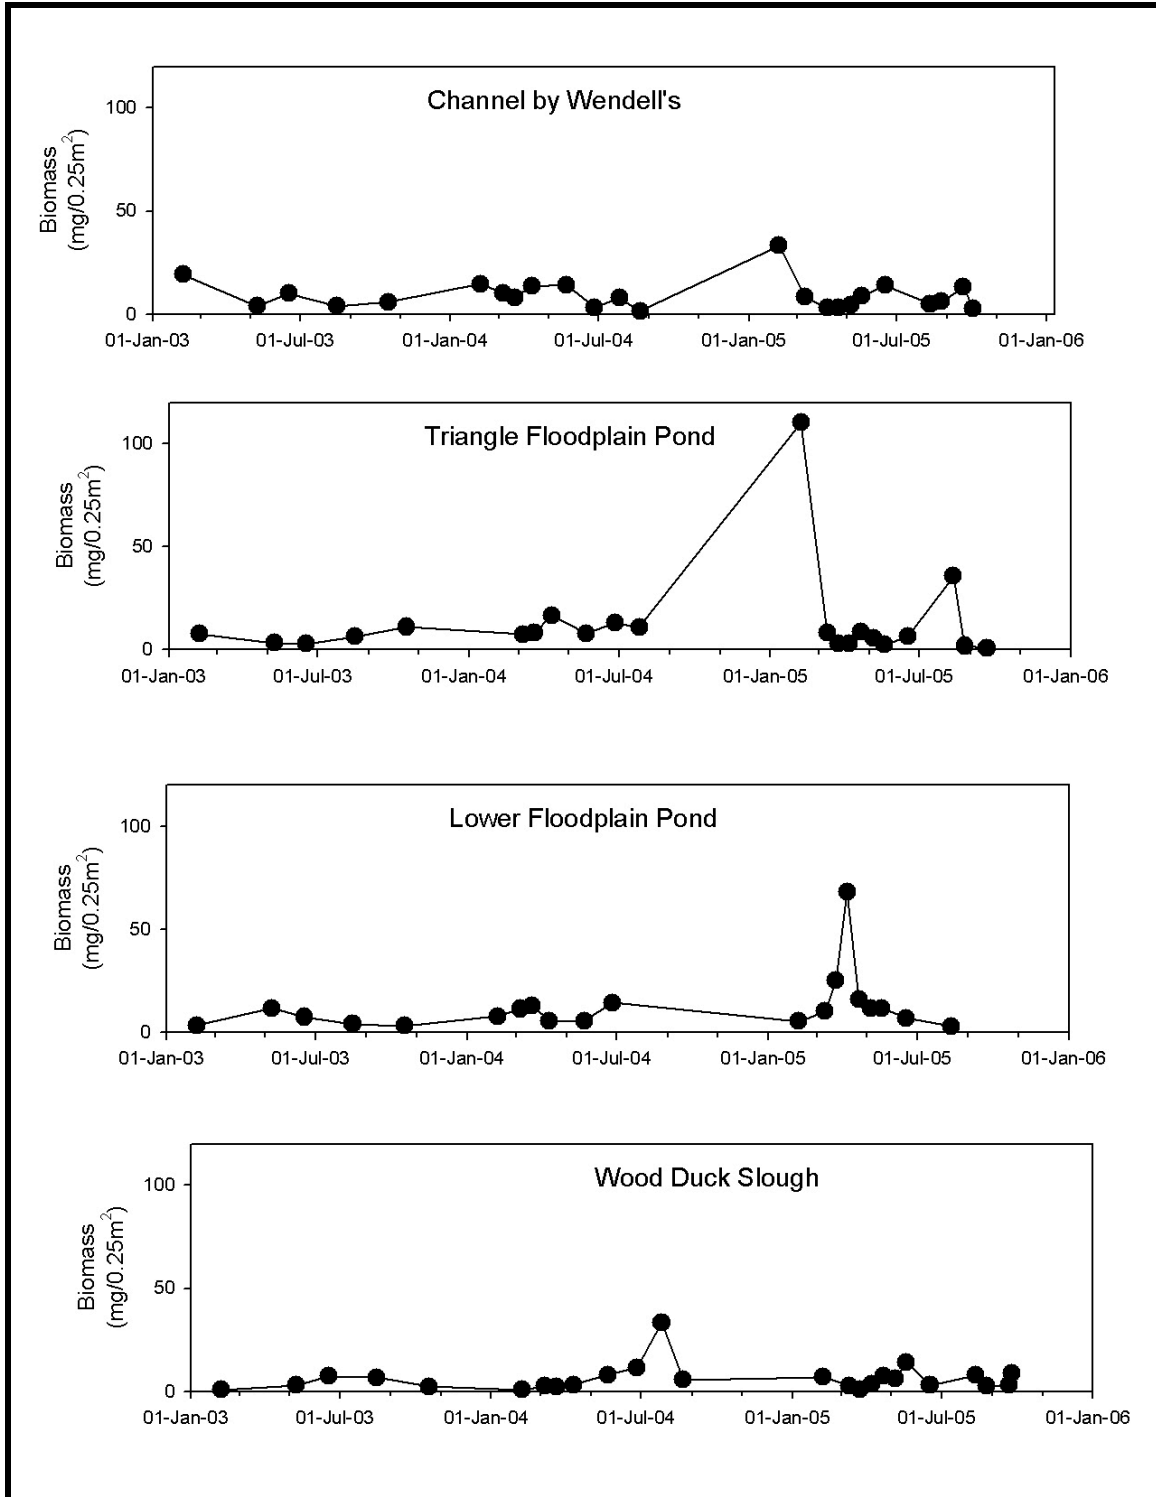 Channel by Wendell's
100
50
0
Biomass
(mg/0.25m²)
01-Jan-03 01-Jul-03 01-Jan-04 01-Jul-04 01-Jan-05 01-Jul-05 01-Jan-06
Triangle Floodplain Pond
100
50
0
Biomass
(mg/0.25m²)
01-Jan-03 01-Jul-03 01-Jan-04 01-Jul-04 01-Jan-05 01-Jul-05 01-Jan-06
Lower Floodplain Pond
100
50
0
Biomass
(mg/0.25m²)
01-Jan-03 01-Jul-03 01-Jan-04 01-Jul-04 01-Jan-05 01-Jul-05 01-Jan-06
Wood Duck Slough
100
50
0
Biomass
(mg/0.25m²)
01-Jan-03 01-Jul-03 01-Jan-04 01-Jul-04 01-Jan-05 01-Jul-05 01-Jan-06